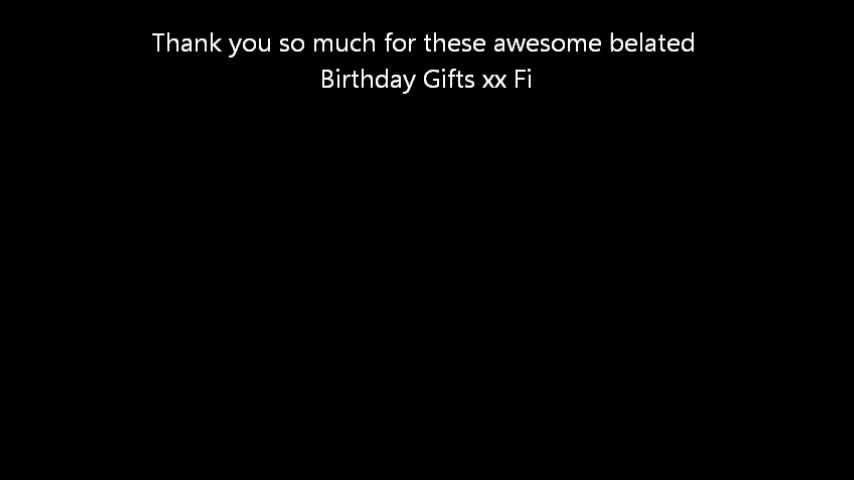 Thank you so much for these awesome belated
Birthday Gifts xx Fi